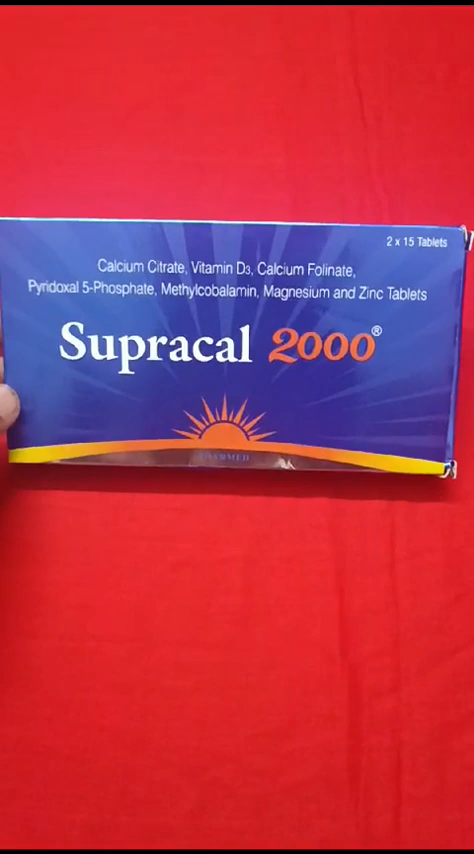 2 x 15 Tablets
Calcium Citrate, Vitamin D3, Calcium Folinate,
Pyridoxal 5-Phosphate, Methylcobalamin, Magnesium and Zinc Tablets
Supracal 2000®
PHARMED